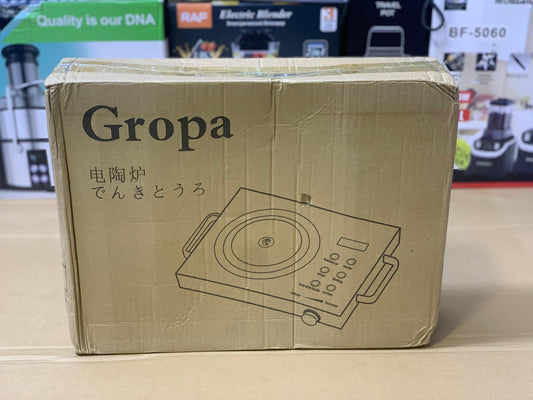 Quality is our DNA
RAF
Electric Blender
3
TRAVEL
POT
BF-5060
Gropa
电陶炉
でんきとうろ